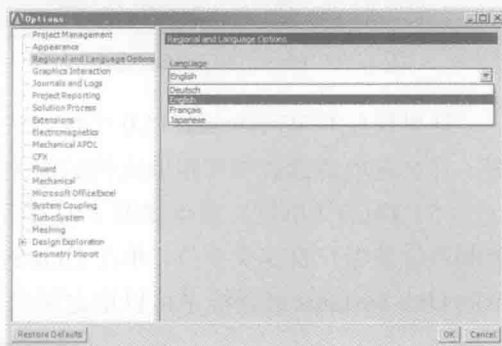 Options
Project Management
Appearance
Regional and Language Options
Graphics Interaction
Journals and Logs
Project Reporting
Solution Process
Extensions
Electromagnetics
Mechanical APDL
CFX
Fluent
Mechanical
Microsoft Office Excel
System Coupling
TurboSystem
Meshing
Design Exploration
Geometry Import
Regional and Language Options
Language
English
Deutsch
English
Français
Japanese
Restore Defaults
OK
Cancel